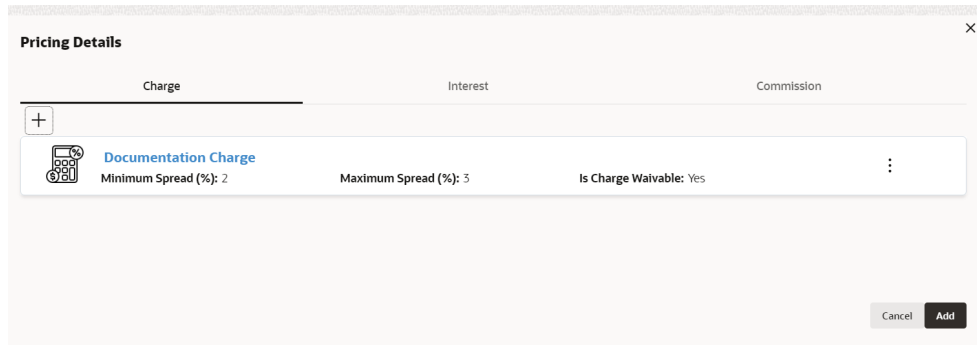 Pricing Details
Charge Interest Commission
Documentation Charge
Minimum Spread (%): 2 Maximum Spread (%): 3 Is Charge Waivable: Yes
Cancel Add